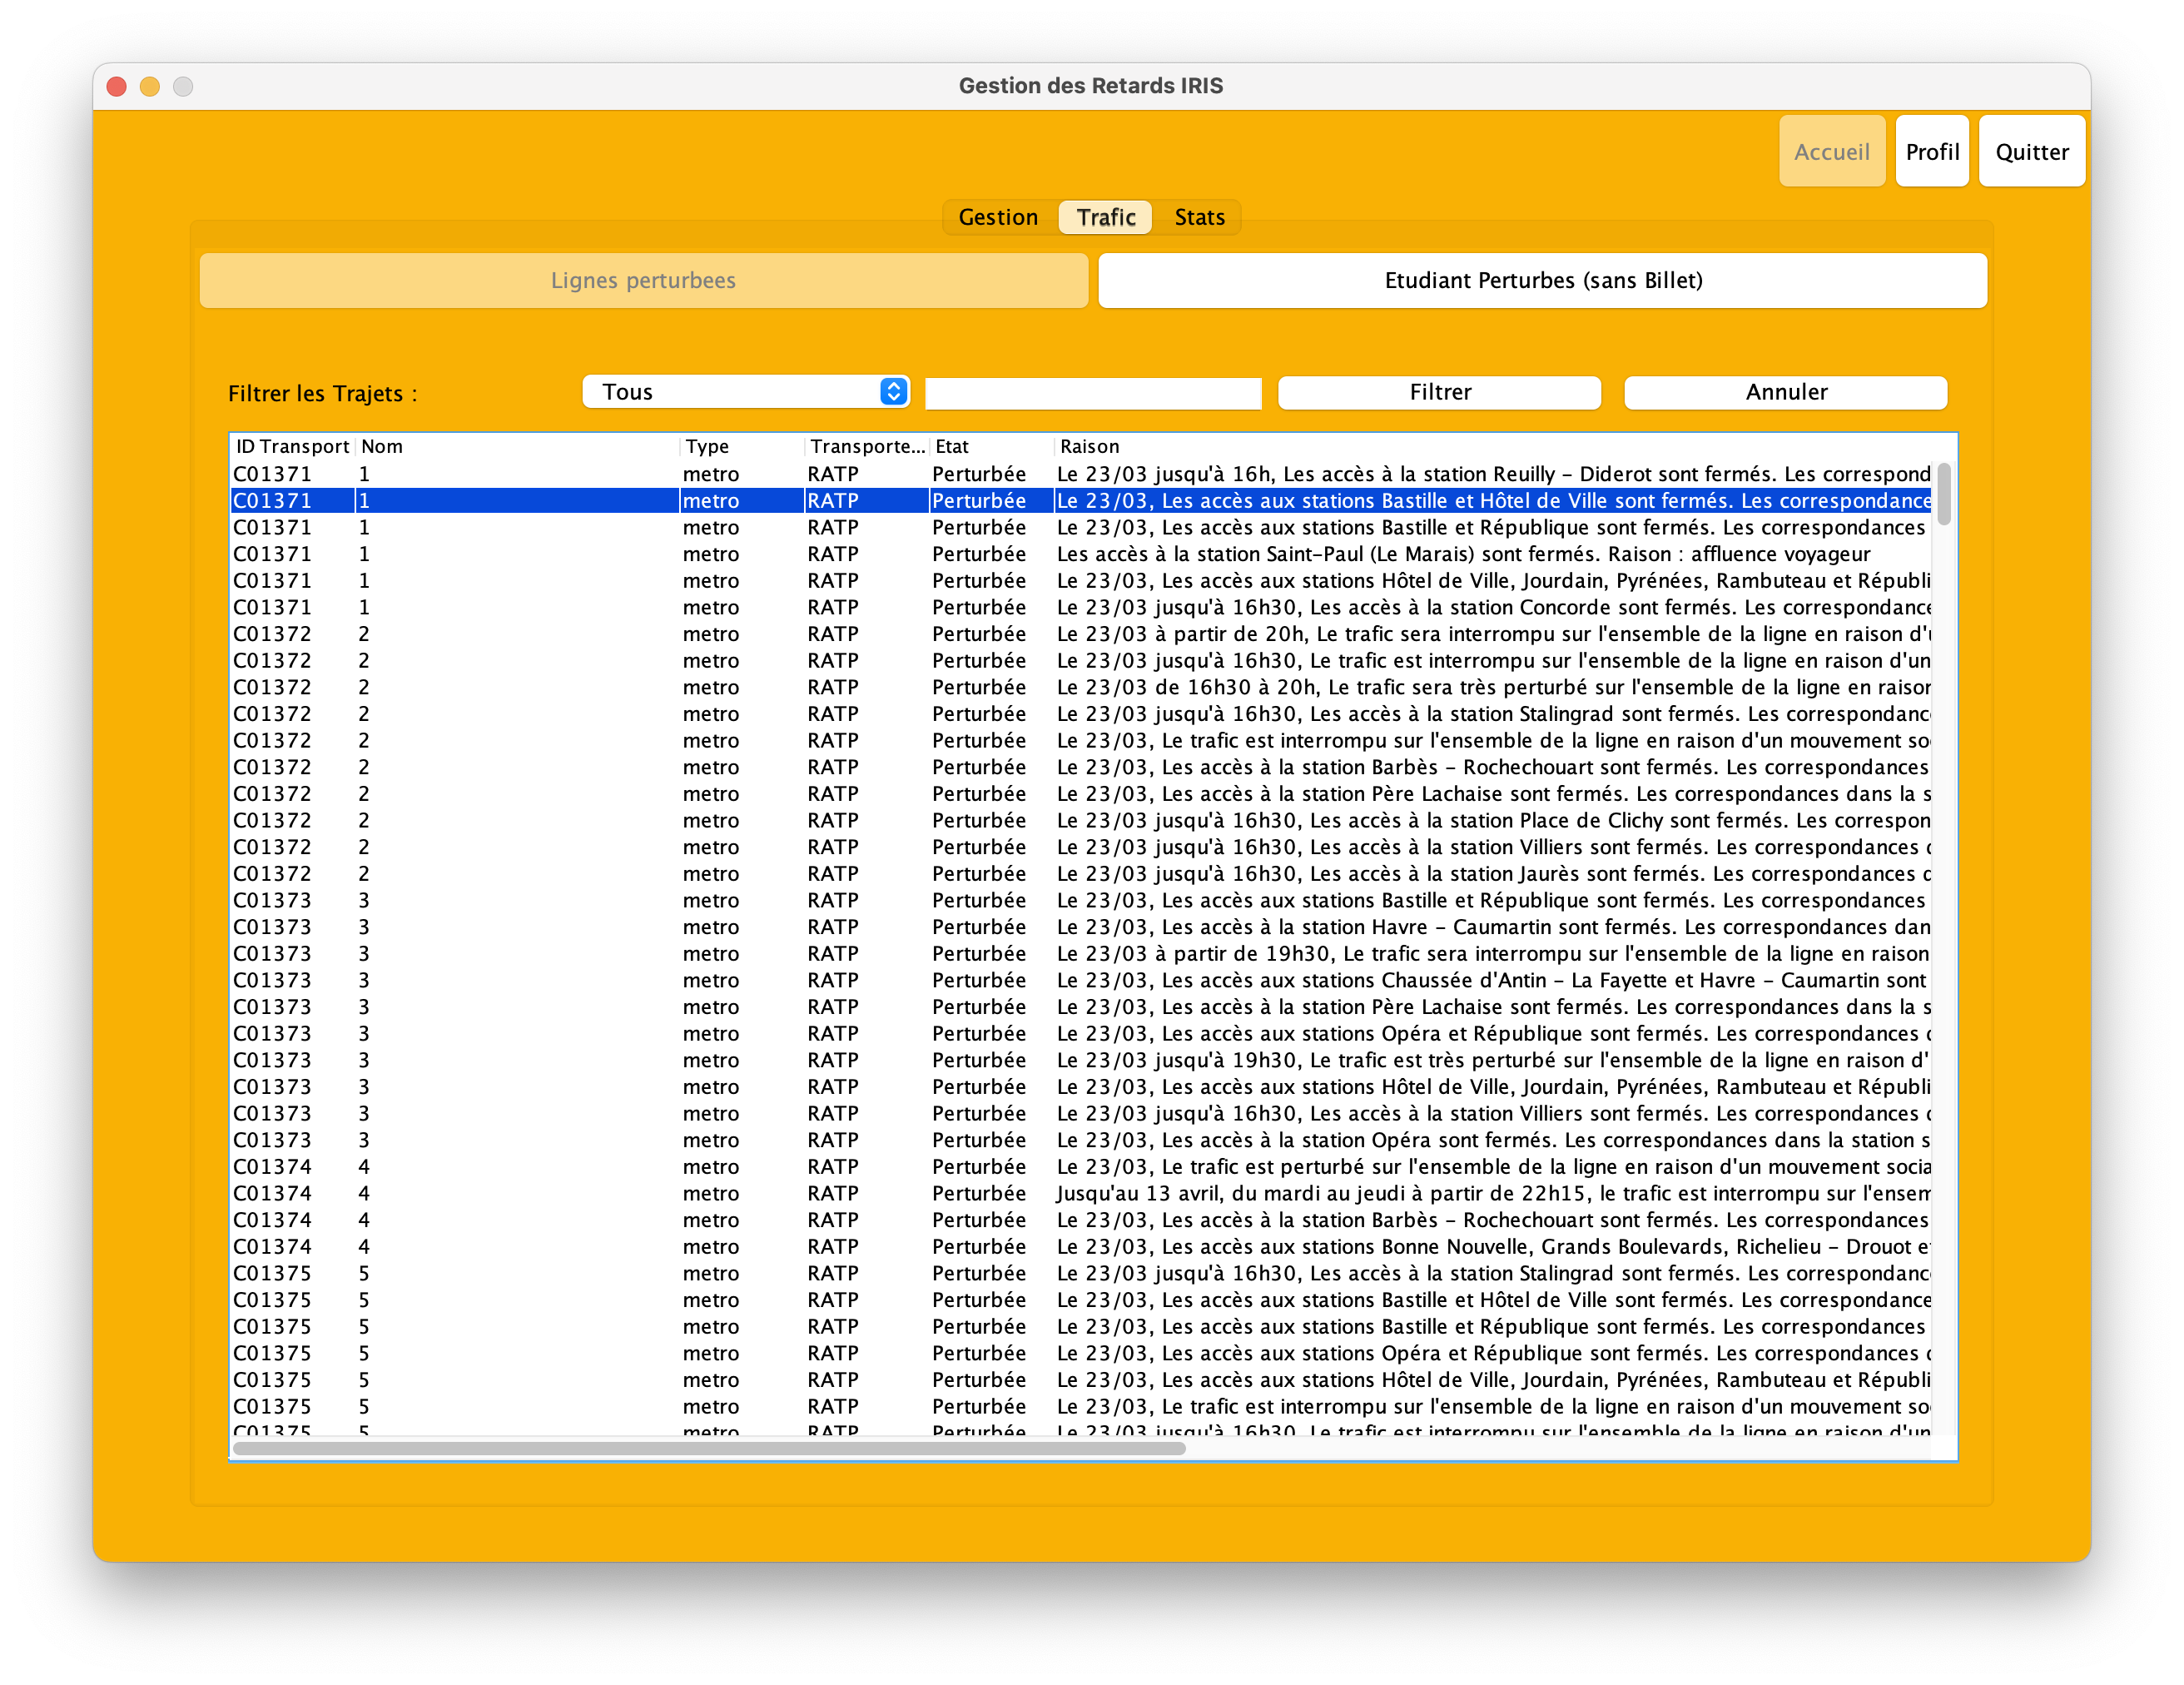 Gestion des Retards IRIS
Accueil Profil Quitter
Gestion Trafic Stats
Lignes perturbees Etudiant Perturbes (sans Billet)
Filtrer les Trajets : Tous Filtrer Annuler
ID Transport Nom Type Transporte... Etat Raison
C01371 1 metro RATP Perturbée Le 23/03 jusqu'à 16h, Les accès à la station Reuilly – Diderot sont fermés. Les correspond
C01371 1 metro RATP Perturbée Le 23/03, Les accès aux stations Bastille et Hôtel de Ville sont fermés. Les correspondance
C01371 1 metro RATP Perturbée Le 23/03, Les accès aux stations Bastille et République sont fermés. Les correspondances
C01371 1 metro RATP Perturbée Les accès à la station Saint-Paul (Le Marais) sont fermés. Raison : affluence voyageur
C01371 1 metro RATP Perturbée Le 23/03, Les accès aux stations Hôtel de Ville, Jourdain, Pyrénées, Rambuteau et Républi
C01371 1 metro RATP Perturbée Le 23/03 jusqu'à 16h30, Les accès à la station Concorde sont fermés. Les correspondance
C01372 2 metro RATP Perturbée Le 23/03 à partir de 20h, Le trafic sera interrompu sur l'ensemble de la ligne en raison d'u
C01372 2 metro RATP Perturbée Le 23/03 jusqu'à 16h30, Le trafic est interrompu sur l'ensemble de la ligne en raison d'un
C01372 2 metro RATP Perturbée Le 23/03 de 16h30 à 20h, Le trafic sera très perturbé sur l'ensemble de la ligne en raison
C01372 2 metro RATP Perturbée Le 23/03 jusqu'à 16h30, Les accès à la station Stalingrad sont fermés. Les correspondanc
C01372 2 metro RATP Perturbée Le 23/03, Le trafic est interrompu sur l'ensemble de la ligne en raison d'un mouvement so
C01372 2 metro RATP Perturbée Le 23/03, Les accès à la station Barbès – Rochechouart sont fermés. Les correspondances
C01372 2 metro RATP Perturbée Le 23/03, Les accès à la station Père Lachaise sont fermés. Les correspondances dans la s
C01372 2 metro RATP Perturbée Le 23/03 jusqu'à 16h30, Les accès à la station Place de Clichy sont fermés. Les correspon
C01372 2 metro RATP Perturbée Le 23/03 jusqu'à 16h30, Les accès à la station Villiers sont fermés. Les correspondances d
C01372 2 metro RATP Perturbée Le 23/03 jusqu'à 16h30, Les accès à la station Jaurès sont fermés. Les correspondances d
C01373 3 metro RATP Perturbée Le 23/03, Les accès aux stations Bastille et République sont fermés. Les correspondances
C01373 3 metro RATP Perturbée Le 23/03, Les accès à la station Havre – Caumartin sont fermés. Les correspondances dan
C01373 3 metro RATP Perturbée Le 23/03 à partir de 19h30, Le trafic sera interrompu sur l'ensemble de la ligne en raison
C01373 3 metro RATP Perturbée Le 23/03, Les accès aux stations Chaussée d'Antin – La Fayette et Havre – Caumartin sont
C01373 3 metro RATP Perturbée Le 23/03, Les accès à la station Père Lachaise sont fermés. Les correspondances dans la s
C01373 3 metro RATP Perturbée Le 23/03, Les accès aux stations Opéra et République sont fermés. Les correspondances d
C01373 3 metro RATP Perturbée Le 23/03 jusqu'à 19h30, Le trafic est très perturbé sur l'ensemble de la ligne en raison d'
C01373 3 metro RATP Perturbée Le 23/03, Les accès aux stations Hôtel de Ville, Jourdain, Pyrénées, Rambuteau et Républi
C01373 3 metro RATP Perturbée Le 23/03 jusqu'à 16h30, Les accès à la station Villiers sont fermés. Les correspondances d
C01373 3 metro RATP Perturbée Le 23/03, Les accès à la station Opéra sont fermés. Les correspondances dans la station s
C01374 4 metro RATP Perturbée Le 23/03, Le trafic est perturbé sur l'ensemble de la ligne en raison d'un mouvement socia
C01374 4 metro RATP Perturbée Jusqu'au 13 avril, du mardi au jeudi à partir de 22h15, le trafic est interrompu sur l'ensem
C01374 4 metro RATP Perturbée Le 23/03, Les accès à la station Barbès – Rochechouart sont fermés. Les correspondances
C01374 4 metro RATP Perturbée Le 23/03, Les accès aux stations Bonne Nouvelle, Grands Boulevards, Richelieu – Drouot et
C01375 5 metro RATP Perturbée Le 23/03 jusqu'à 16h30, Les accès à la station Stalingrad sont fermés. Les correspondanc
C01375 5 metro RATP Perturbée Le 23/03, Les accès aux stations Bastille et Hôtel de Ville sont fermés. Les correspondance
C01375 5 metro RATP Perturbée Le 23/03, Les accès aux stations Bastille et République sont fermés. Les correspondances
C01375 5 metro RATP Perturbée Le 23/03, Les accès aux stations Opéra et République sont fermés. Les correspondances d
C01375 5 metro RATP Perturbée Le 23/03, Les accès aux stations Hôtel de Ville, Jourdain, Pyrénées, Rambuteau et Républi
C01375 5 metro RATP Perturbée Le 23/03, Le trafic est interrompu sur l'ensemble de la ligne en raison d'un mouvement so
C01375 5 metro RATP Perturbée Le 23/03 jusqu'à 16h30, Le trafic est interrompu sur l'ensemble de la ligne en raison d'un